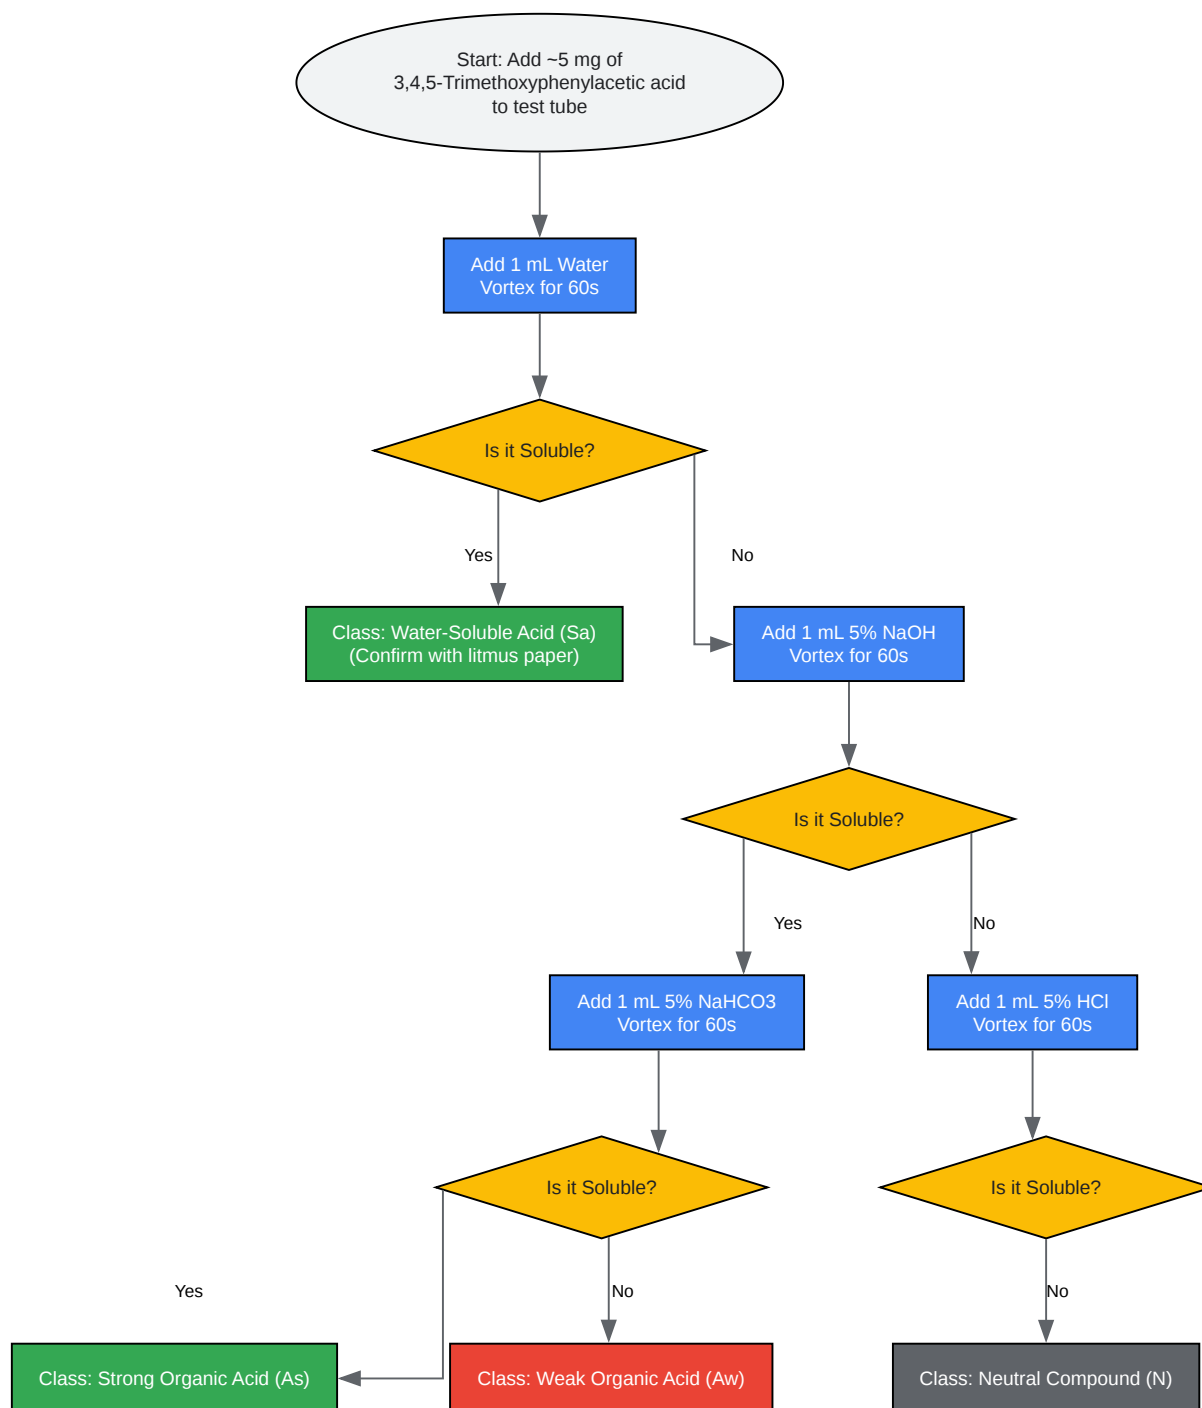 Start: Add ~5 mg of
3,4,5-Trimethoxyphenylacetic acid
to test tube
Add 1 mL Water
Vortex for 60s
Is it Soluble?
Yes
No
Class: Water-Soluble Acid (Sa)
(Confirm with litmus paper)
Add 1 mL 5% NaOH
Vortex for 60s
Is it Soluble?
Yes
No
Add 1 mL 5% NaHCO3
Vortex for 60s
Add 1 mL 5% HCl
Vortex for 60s
Is it Soluble?
Is it Soluble?
Yes
No
No
Class: Strong Organic Acid (As)
Class: Weak Organic Acid (Aw)
Class: Neutral Compound (N)